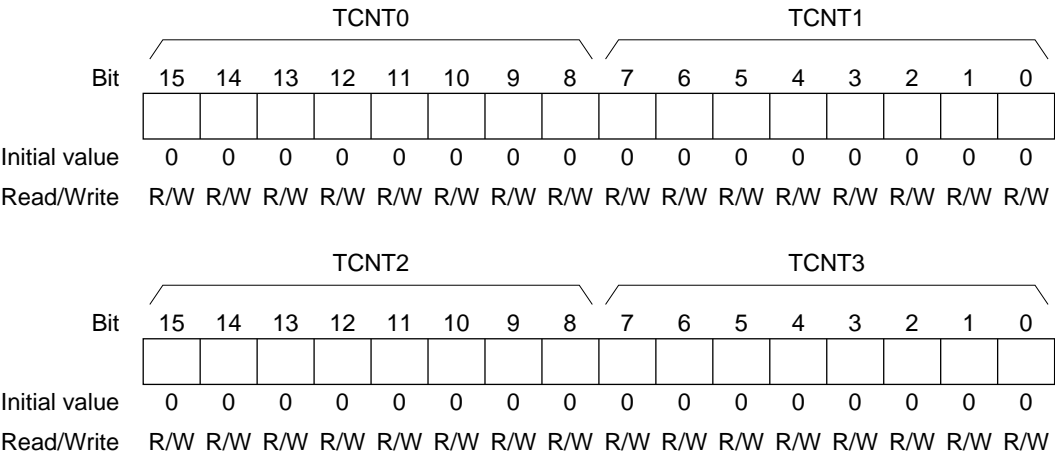 TCNT0 TCNT1
Bit 15 14 13 12 11 10 9 8 7 6 5 4 3 2 1 0
Initial value 0 0 0 0 0 0 0 0 0 0 0 0 0 0 0 0
Read/Write R/W R/W R/W R/W R/W R/W R/W R/W R/W R/W R/W R/W R/W R/W R/W R/W
TCNT2 TCNT3
Bit 15 14 13 12 11 10 9 8 7 6 5 4 3 2 1 0
Initial value 0 0 0 0 0 0 0 0 0 0 0 0 0 0 0 0
Read/Write R/W R/W R/W R/W R/W R/W R/W R/W R/W R/W R/W R/W R/W R/W R/W R/W